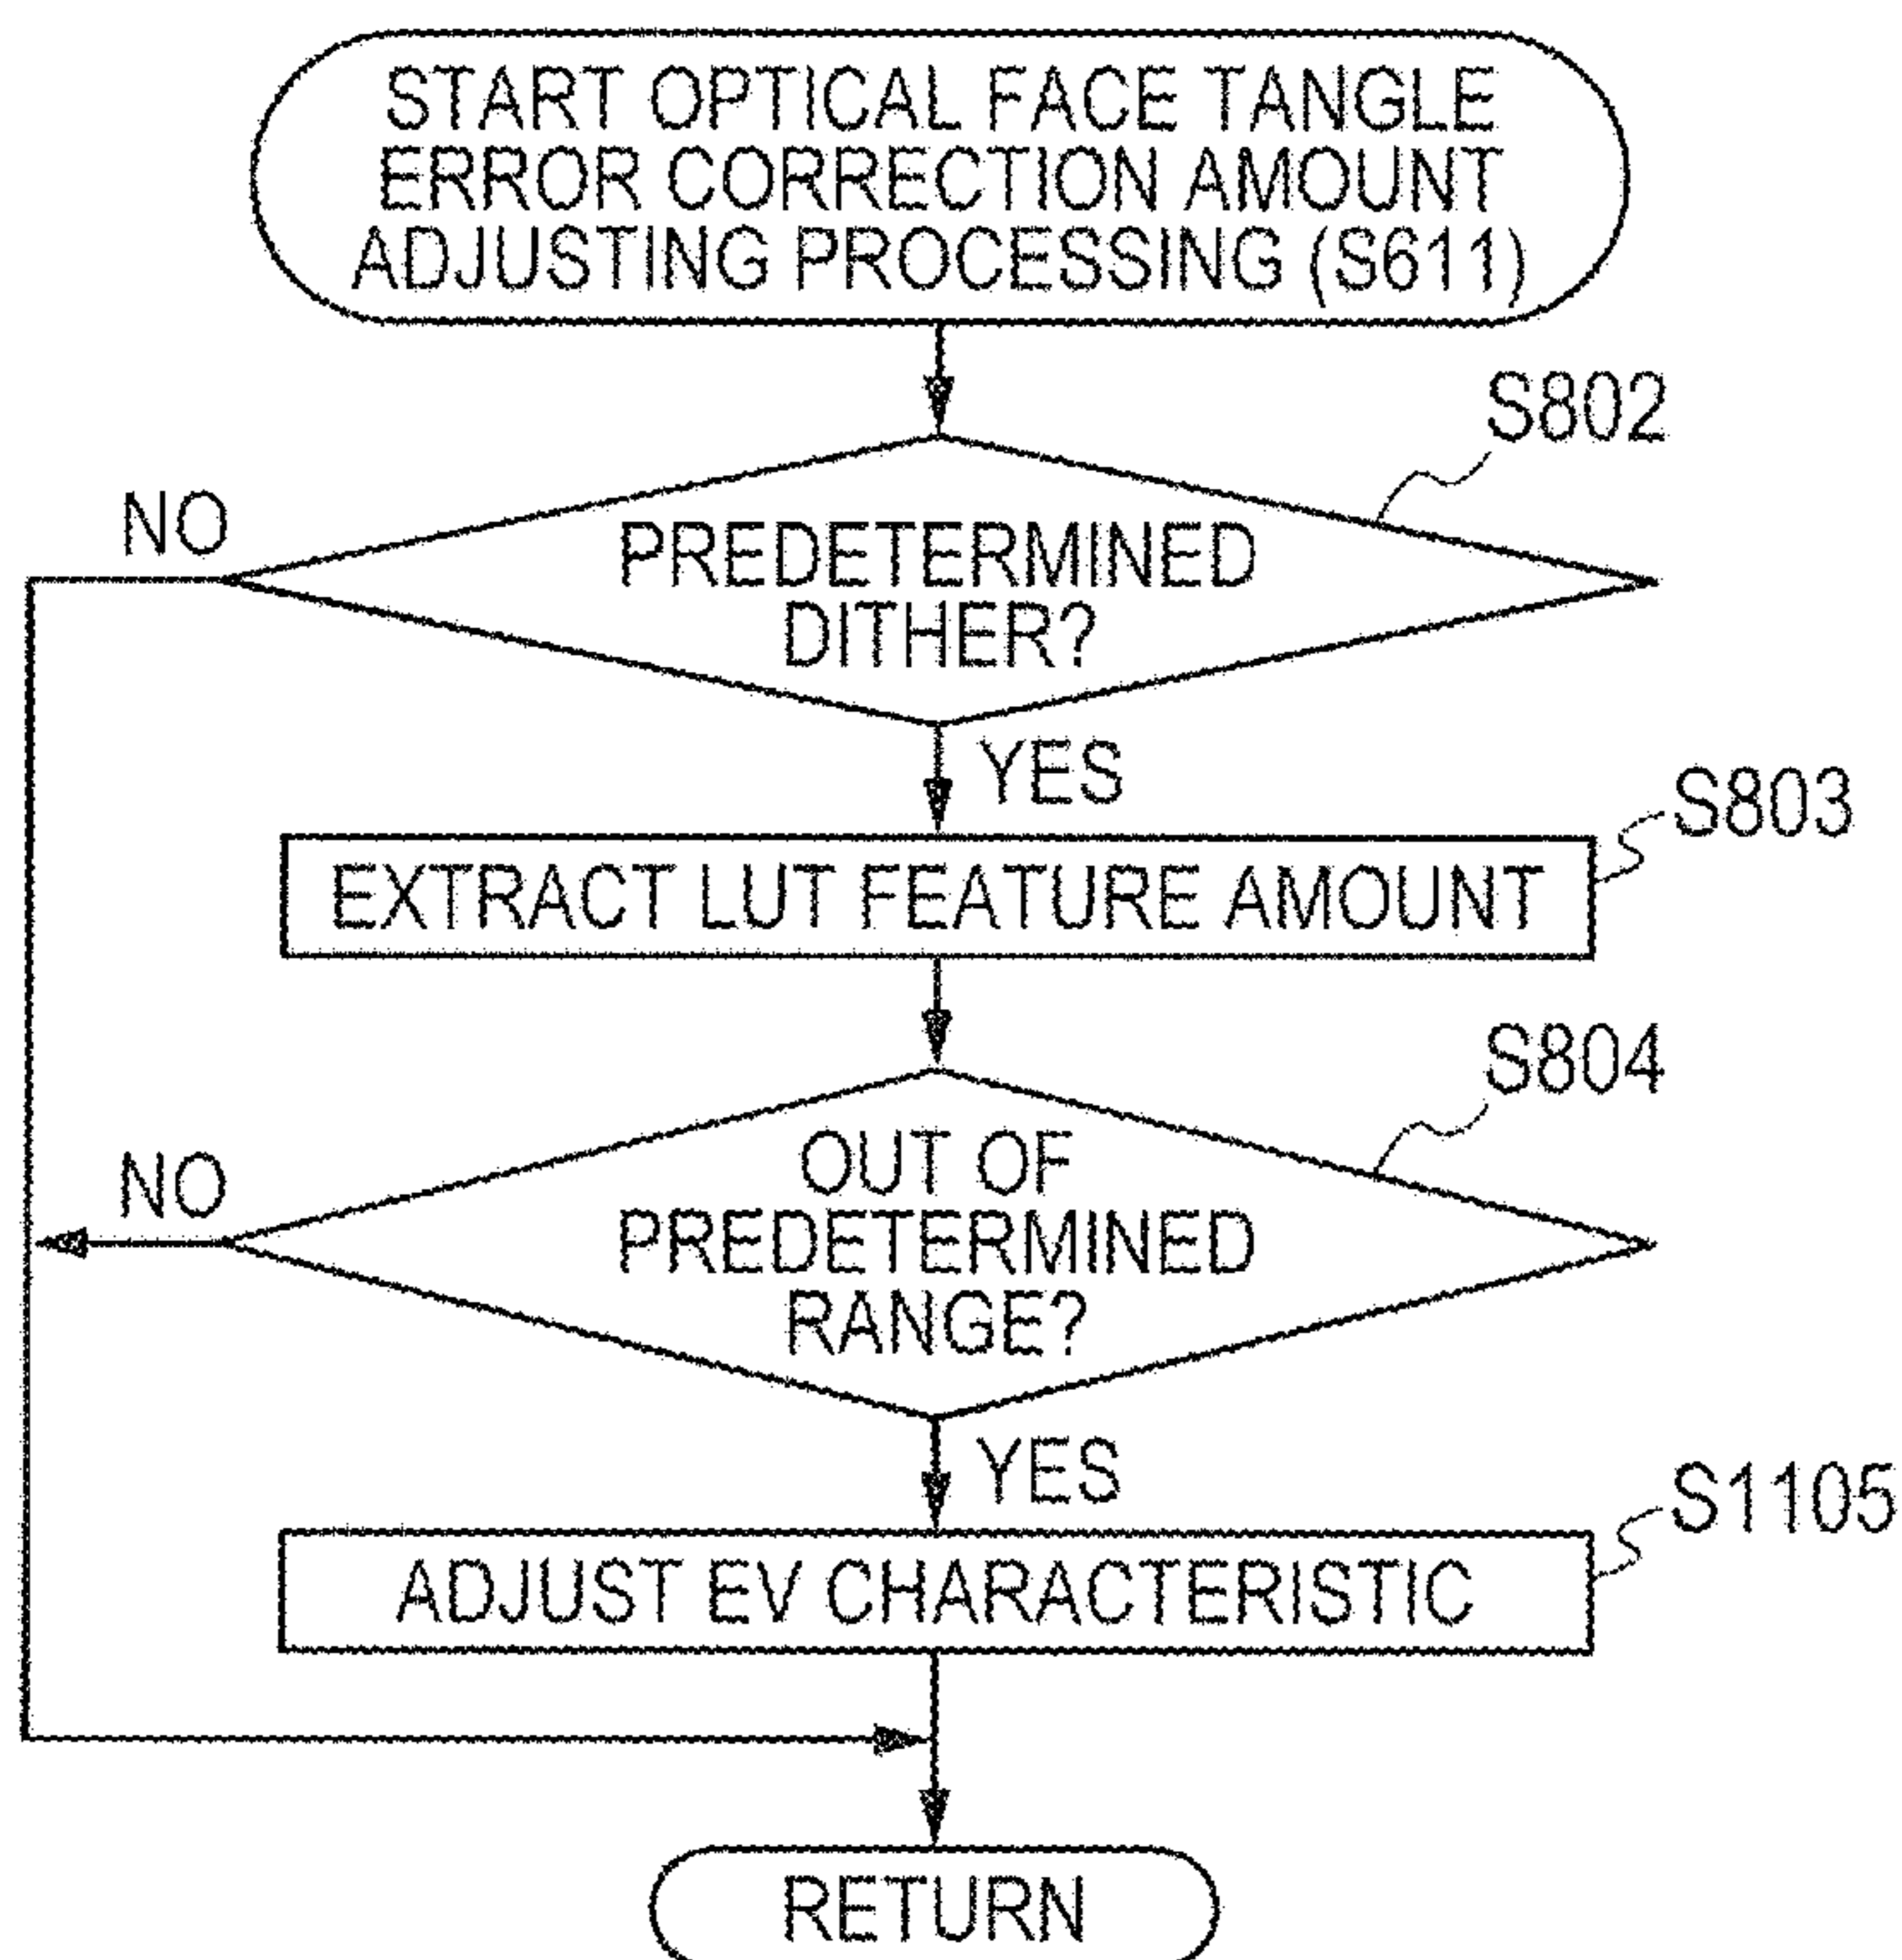 START OPTICAL FACE TANGLE
ERROR CORRECTION AMOUNT
ADJUSTING PROCESSING (S611)
S802
NO
PREDETERMINED
DITHER?
YES
S803
EXTRACT LUT FEATURE AMOUNT
S804
NO
OUT OF
PREDETERMINED
RANGE?
YES
S1105
ADJUST EV CHARACTERISTIC
RETURN